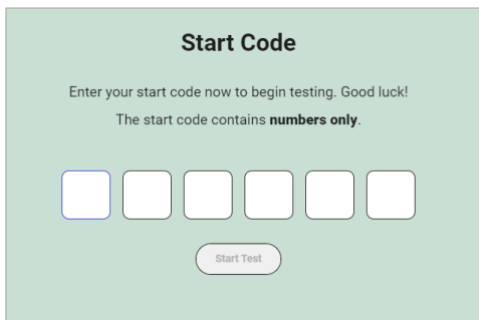 Start Code
Enter your start code now to begin testing. Good luck!
The start code contains numbers only.
Start Test